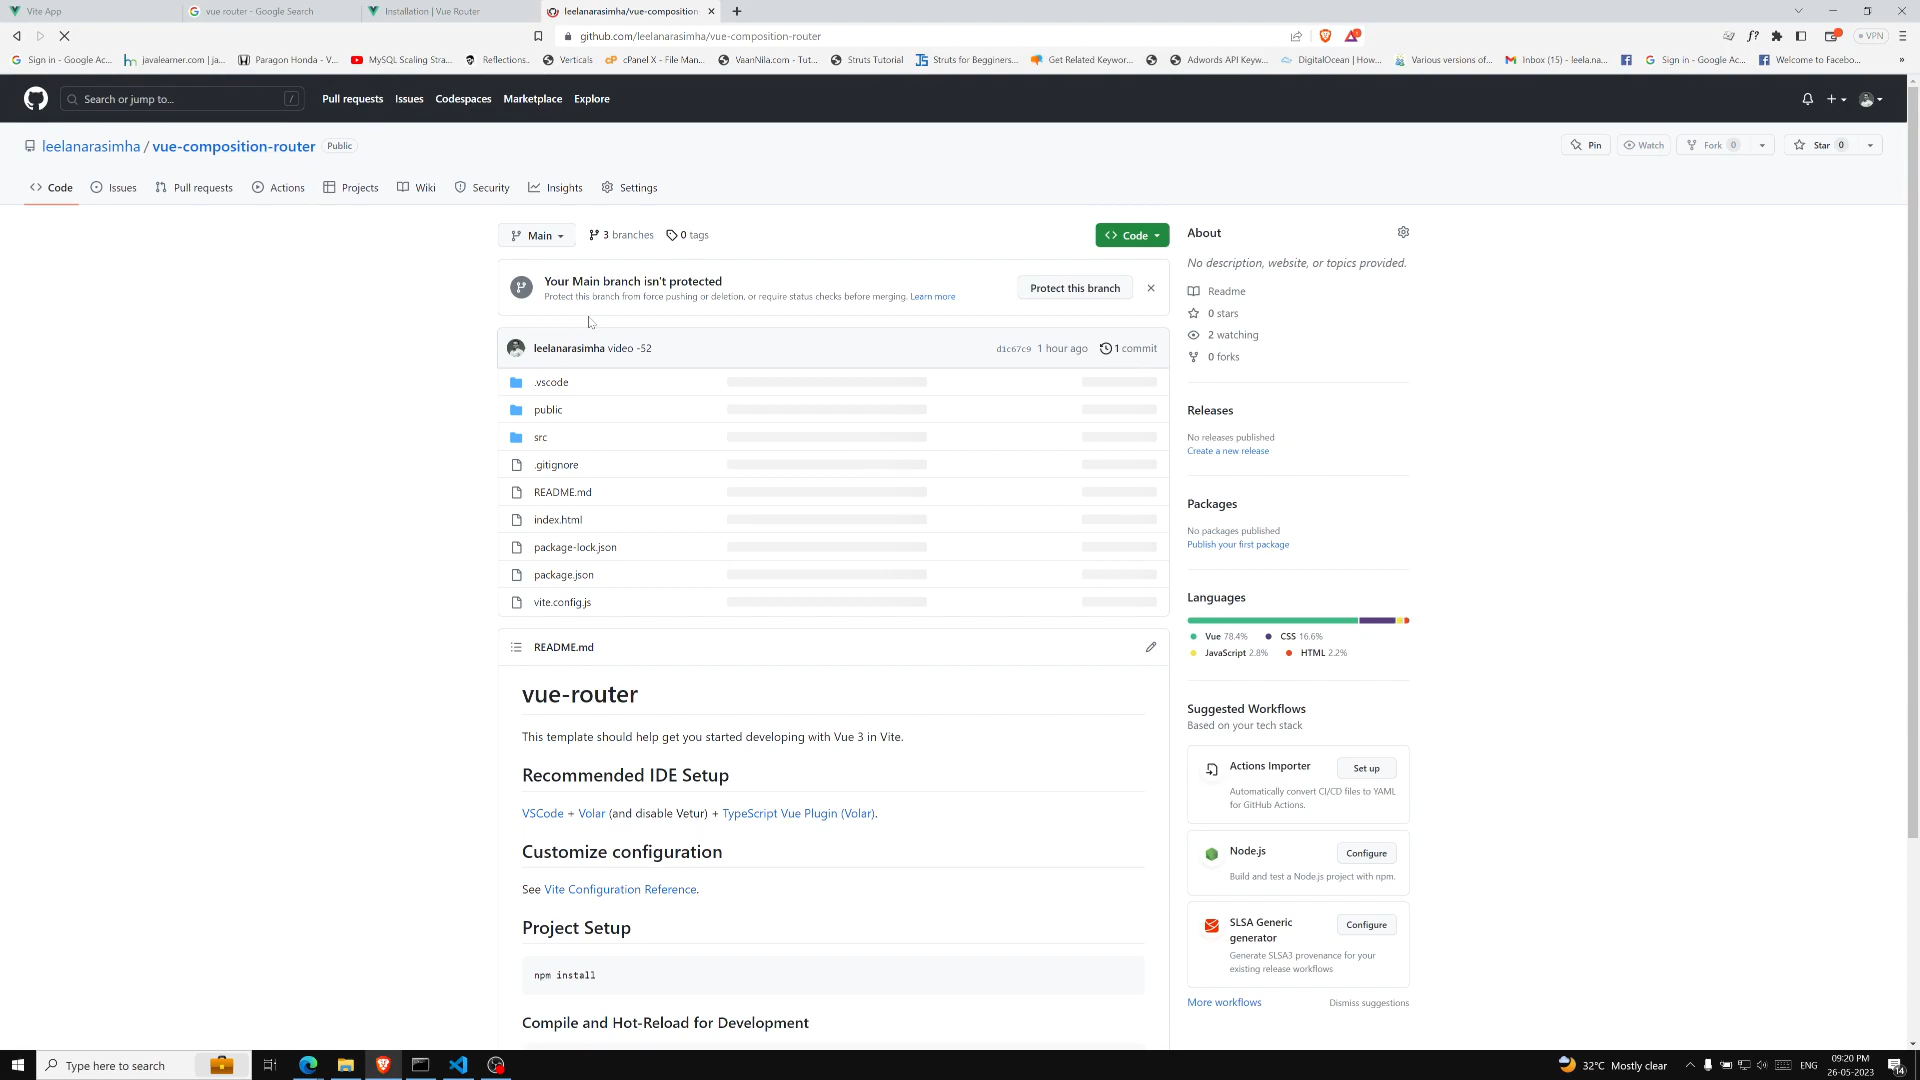 Vite App
vue router - Google Search
Installation | Vue Router
leelanarasimha/vue-composition
github.com/leelanarasimha/vue-composition-router
VPN
Sign in - Google Ac...
javalearner.com | ja...
Paragon Honda - V...
MySQL Scaling Stra...
Reflections..
Verticals
cPanel X - File Man...
VaanNila.com - Tut...
Struts Tutorial
Struts for Begginers...
Get Related Keywor...
Adwords API Keyw...
DigitalOcean | How...
Various versions of...
Inbox (15) - leela.na...
Sign in - Google Ac...
Welcome to Facebo...
Search or jump to...
/
Pull requests
Issues
Codespaces
Marketplace
Explore
leelanarasimha / vue-composition-router
Public
Pin
Watch
Fork 0
Star 0
Code
Issues
Pull requests
Actions
Projects
Wiki
Security
Insights
Settings
Main
3 branches
0 tags
Code
Your Main branch isn't protected
Protect this branch from force pushing or deletion, or require status checks before merging. Learn more
Protect this branch
leelanarasimha video -52
d1c67c9 1 hour ago
1 commit
.vscode
public
src
.gitignore
README.md
index.html
package-lock.json
package.json
vite.config.js
README.md
vue-router
This template should help get you started developing with Vue 3 in Vite.
Recommended IDE Setup
VSCode + Volar (and disable Vetur) + TypeScript Vue Plugin (Volar).
Customize configuration
See Vite Configuration Reference.
Project Setup
npm install
Compile and Hot-Reload for Development
About
No description, website, or topics provided.
Readme
0 stars
2 watching
0 forks
Releases
No releases published
Create a new release
Packages
No packages published
Publish your first package
Languages
Vue 78.4%
CSS 16.6%
JavaScript 2.8%
HTML 2.2%
Suggested Workflows
Based on your tech stack
Actions Importer
Set up
Automatically convert CI/CD files to YAML
for GitHub Actions.
Node.js
Configure
Build and test a Node.js project with npm.
SLSA Generic
generator
Configure
Generate SLSA3 provenance for your
existing release workflows
More workflows
Dismiss suggestions
Type here to search
32°C Mostly clear
ENG
09:20 PM
26-05-2023
14